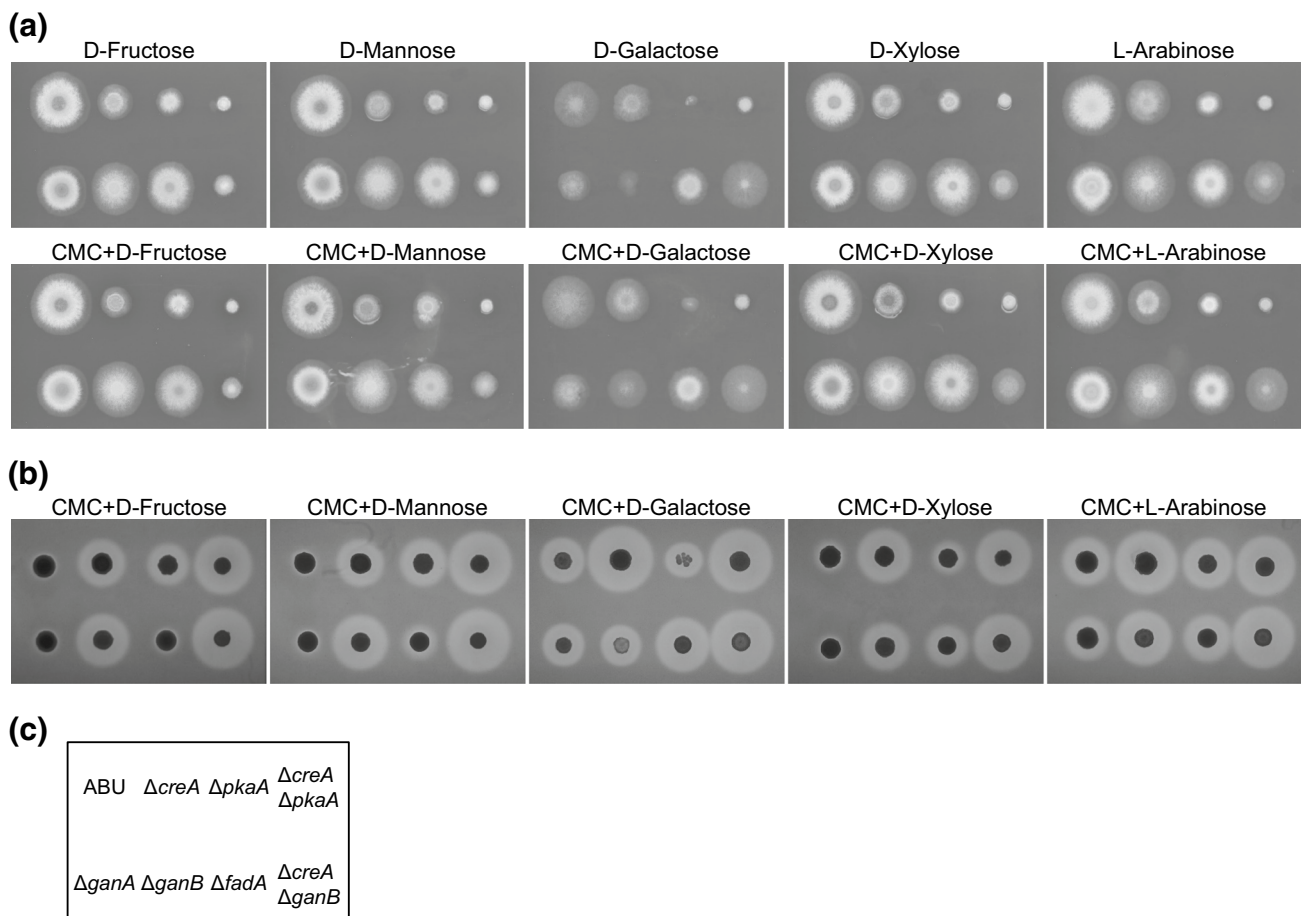 (a)
D-Fructose D-Mannose D-Galactose D-Xylose L-Arabinose
CMC+D-Fructose CMC+D-Mannose CMC+D-Galactose CMC+D-Xylose CMC+L-Arabinose
(b)
CMC+D-Fructose CMC+D-Mannose CMC+D-Galactose CMC+D-Xylose CMC+L-Arabinose
(c)
ABU ΔcreA ΔpkaA ΔcreA
ΔpkaA
ΔganA ΔganB ΔfadA ΔcreA
ΔganB